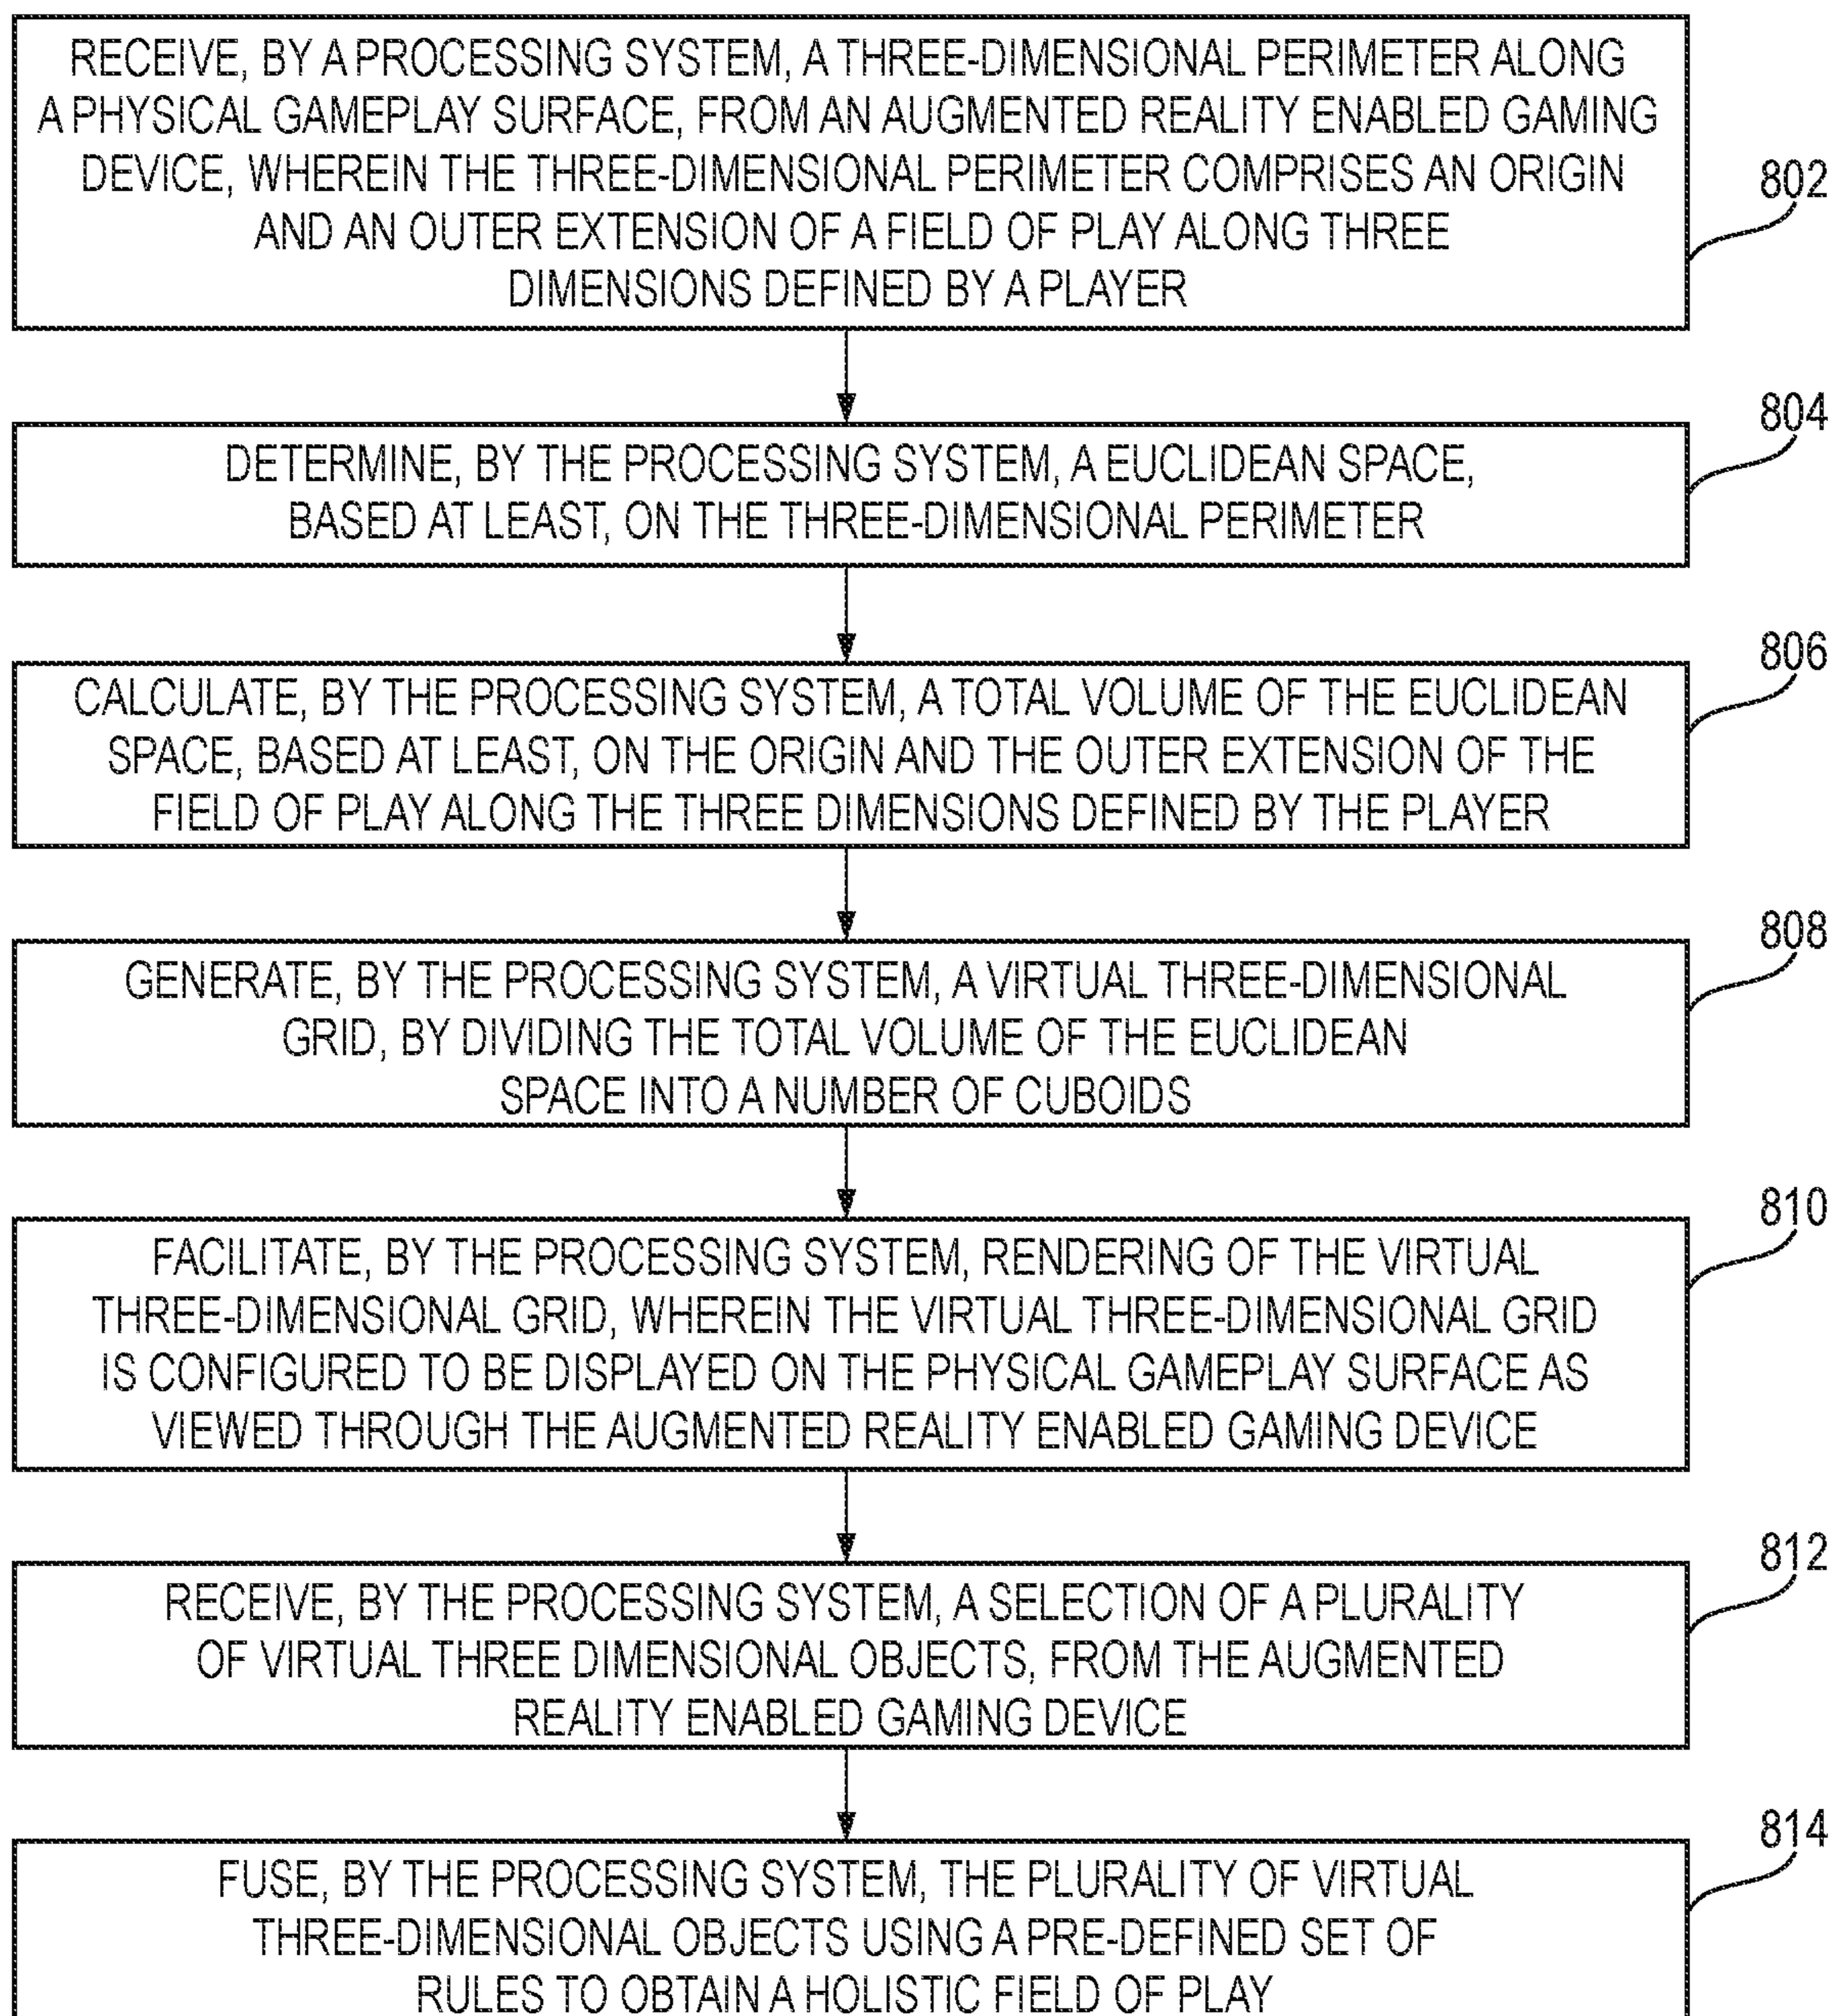 RECEIVE, BY A PROCESSING SYSTEM, A THREE-DIMENSIONAL PERIMETER ALONG
A PHYSICAL GAMEPLAY SURFACE, FROM AN AUGMENTED REALITY ENABLED GAMING
DEVICE, WHEREIN THE THREE-DIMENSIONAL PERIMETER COMPRISES AN ORIGIN
AND AN OUTER EXTENSION OF A FIELD OF PLAY ALONG THREE
DIMENSIONS DEFINED BY A PLAYER
802
DETERMINE, BY THE PROCESSING SYSTEM, A EUCLIDEAN SPACE,
BASED AT LEAST, ON THE THREE-DIMENSIONAL PERIMETER
804
CALCULATE, BY THE PROCESSING SYSTEM, A TOTAL VOLUME OF THE EUCLIDEAN
SPACE, BASED AT LEAST, ON THE ORIGIN AND THE OUTER EXTENSION OF THE
FIELD OF PLAY ALONG THE THREE DIMENSIONS DEFINED BY THE PLAYER
806
GENERATE, BY THE PROCESSING SYSTEM, A VIRTUAL THREE-DIMENSIONAL
GRID, BY DIVIDING THE TOTAL VOLUME OF THE EUCLIDEAN
SPACE INTO A NUMBER OF CUBOIDS
808
FACILITATE, BY THE PROCESSING SYSTEM, RENDERING OF THE VIRTUAL
THREE-DIMENSIONAL GRID, WHEREIN THE VIRTUAL THREE-DIMENSIONAL GRID
IS CONFIGURED TO BE DISPLAYED ON THE PHYSICAL GAMEPLAY SURFACE AS
VIEWED THROUGH THE AUGMENTED REALITY ENABLED GAMING DEVICE
810
RECEIVE, BY THE PROCESSING SYSTEM, A SELECTION OF A PLURALITY
OF VIRTUAL THREE DIMENSIONAL OBJECTS, FROM THE AUGMENTED
REALITY ENABLED GAMING DEVICE
812
FUSE, BY THE PROCESSING SYSTEM, THE PLURALITY OF VIRTUAL
THREE-DIMENSIONAL OBJECTS USING A PRE-DEFINED SET OF
RULES TO OBTAIN A HOLISTIC FIELD OF PLAY
814